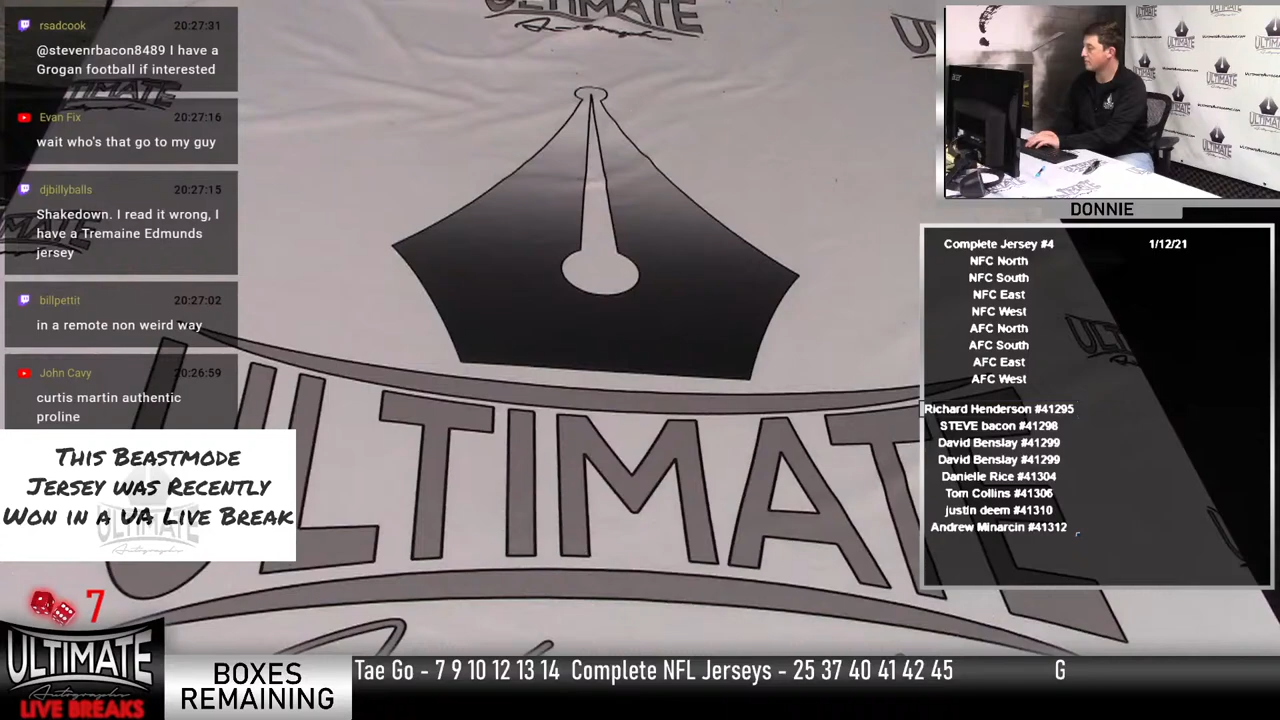 rsadcook 20:27:31
@stevenrbacon8489 I have a
Grogan football if interested
Evan Fix 20:27:16
wait who's that go to my guy
djbillyballs 20:27:15
Shakedown. I read it wrong, I
have a Tremaine Edmunds
jersey
billpettit 20:27:02
in a remote non weird way
John Cavy 20:26:59
curtis martin authentic
proline
This Beastmode
Jersey was Recently
Won in a UA Live Break
7
ULTIMATE
Autographs
LIVE BREAKS
BOXES
REMAINING
Tae Go - 7 9 10 12 13 14 Complete NFL Jerseys - 25 37 40 41 42 45 G
ULTIMATE
Autographs
ULTIMATE
ULTIMATE
ULTIMATE
DONNIE
Complete Jersey #4 1/12/21
NFC North
NFC South
NFC East
NFC West
AFC North
AFC South
AFC East
AFC West
Richard Henderson #41295
STEVE bacon #41298
David Benslay #41299
David Benslay #41299
Danielle Rice #41304
Tom Collins #41306
justin deem #41310
Andrew Minarcin #41312